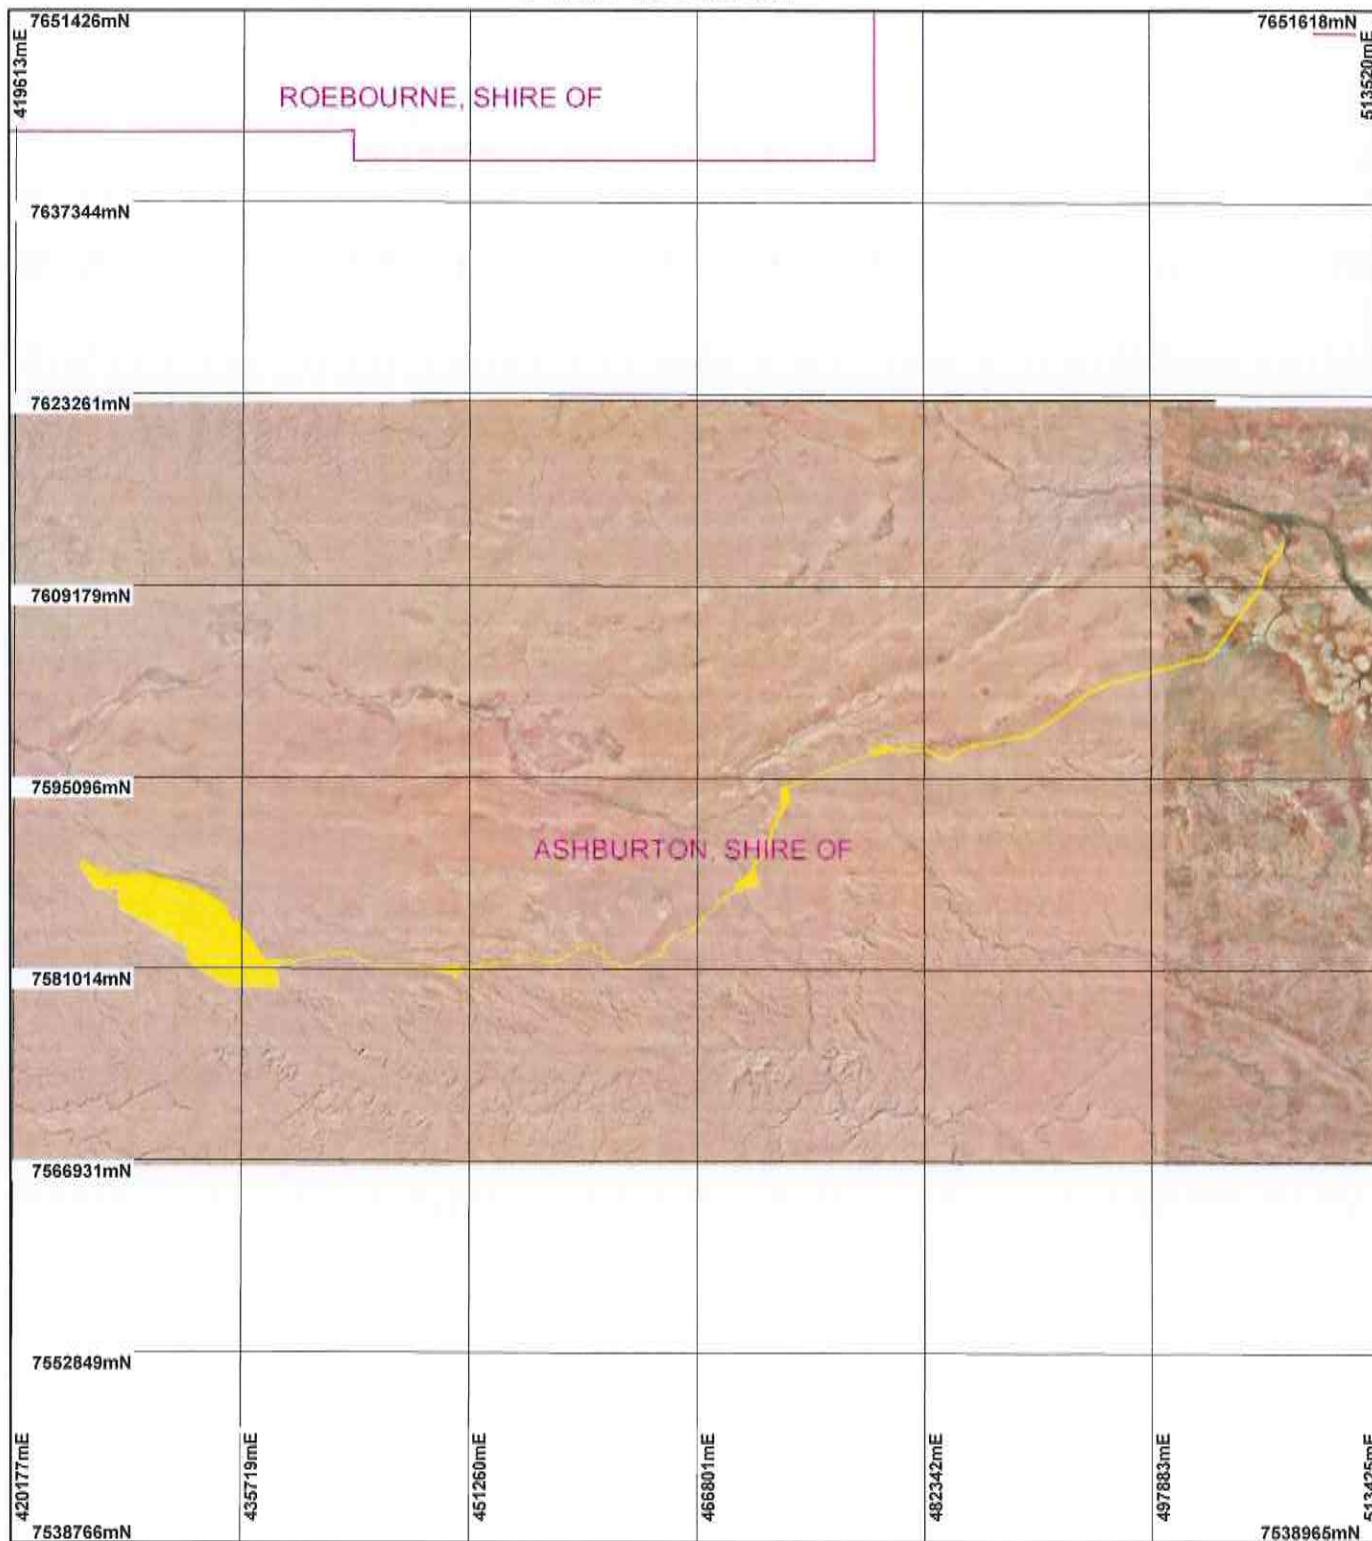 7651426mN
7651618mN
419613mE
513520mE
ROEBOURNE, SHIRE OF
7637344mN
7623261mN
7609179mN
7595096mN
ASHBURTON, SHIRE OF
7581014mN
7566931mN
7552849mN
420177mE
435719mE
451260mE
466801mE
482342mE
497883mE
7538766mN
7538965mN